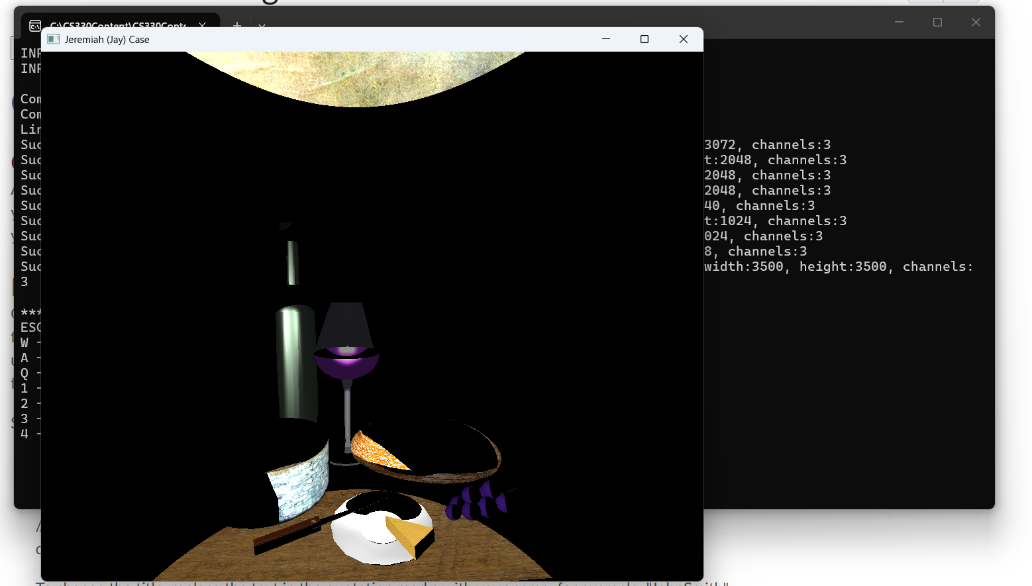 C:\CS330Content\CS330Conte
Jeremiah (Jay) Case
Com
Com
Lin
Suc 3072, channels:3
Suc t:2048, channels:3
Suc 2048, channels:3
Suc 2048, channels:3
Suc 40, channels:3
Suc t:1024, channels:3
Suc 024, channels:3
Suc 8, channels:3
Suc width:3500, height:3500, channels:
3
***
ESC
W -
A -
Q -
1 -
2 -
3 -
4 -